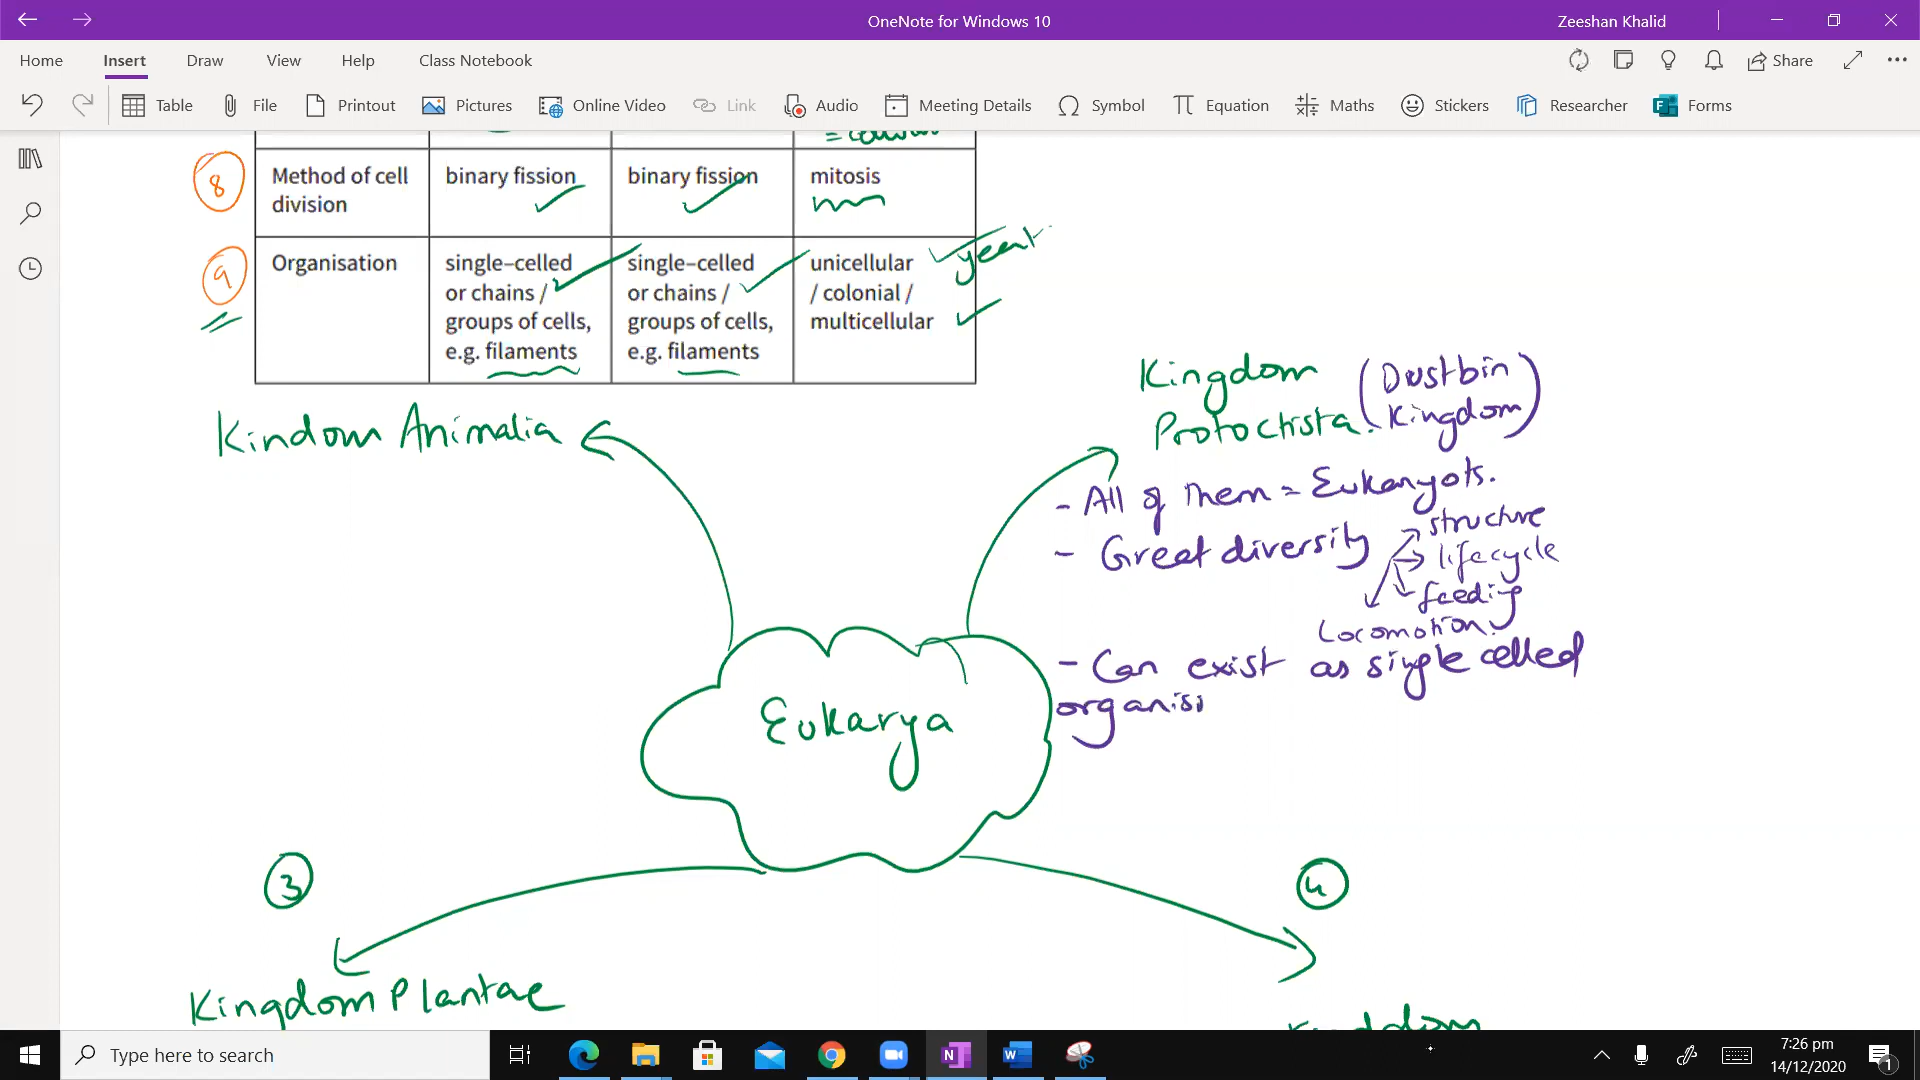 OneNote for Windows 10
Zeeshan Khalid
Home Insert Draw View Help Class Notebook
Share
Table File Printout Pictures Online Video Link Audio Meeting Details Symbol Equation Maths Stickers Researcher Forms
8
Method of cell division
binary fission
binary fission
mitosis
9
Organisation
single–celled
or chains /
groups of cells,
e.g. filaments
single–celled
or chains /
groups of cells,
e.g. filaments
unicellular
/ colonial /
multicellular
yeast
Kingdom
Protochista.
(Dustbin
Kingdom)
Kindom Animalia
- All of them = Eukaryots.
- Great diversity
structure
lifecycle
feeding
Locomotion.
- Can exist as single celled
organis
Eukarya
3
4
Kingdom Plantae
Kingdom
Type here to search
7:26 pm
14/12/2020
1